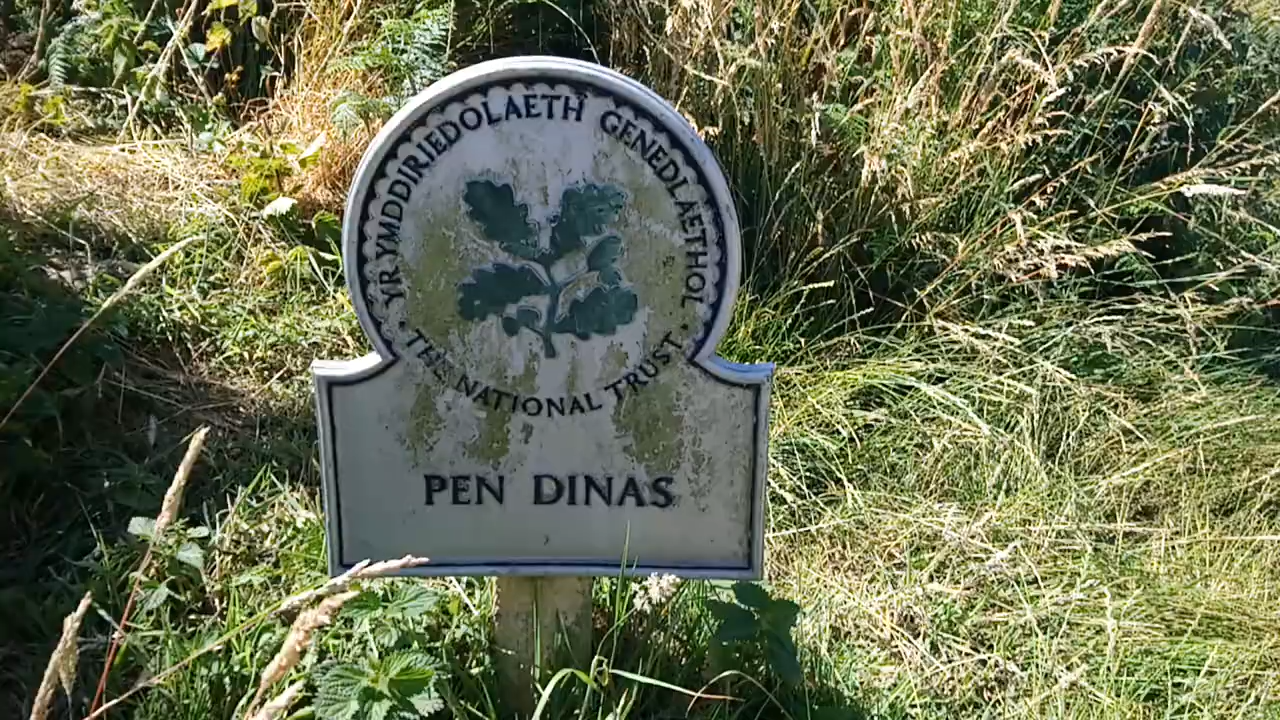 YR YMDDIRIEDOLAETH GENEDLAETHOL
THE NATIONAL TRUST
PEN DINAS